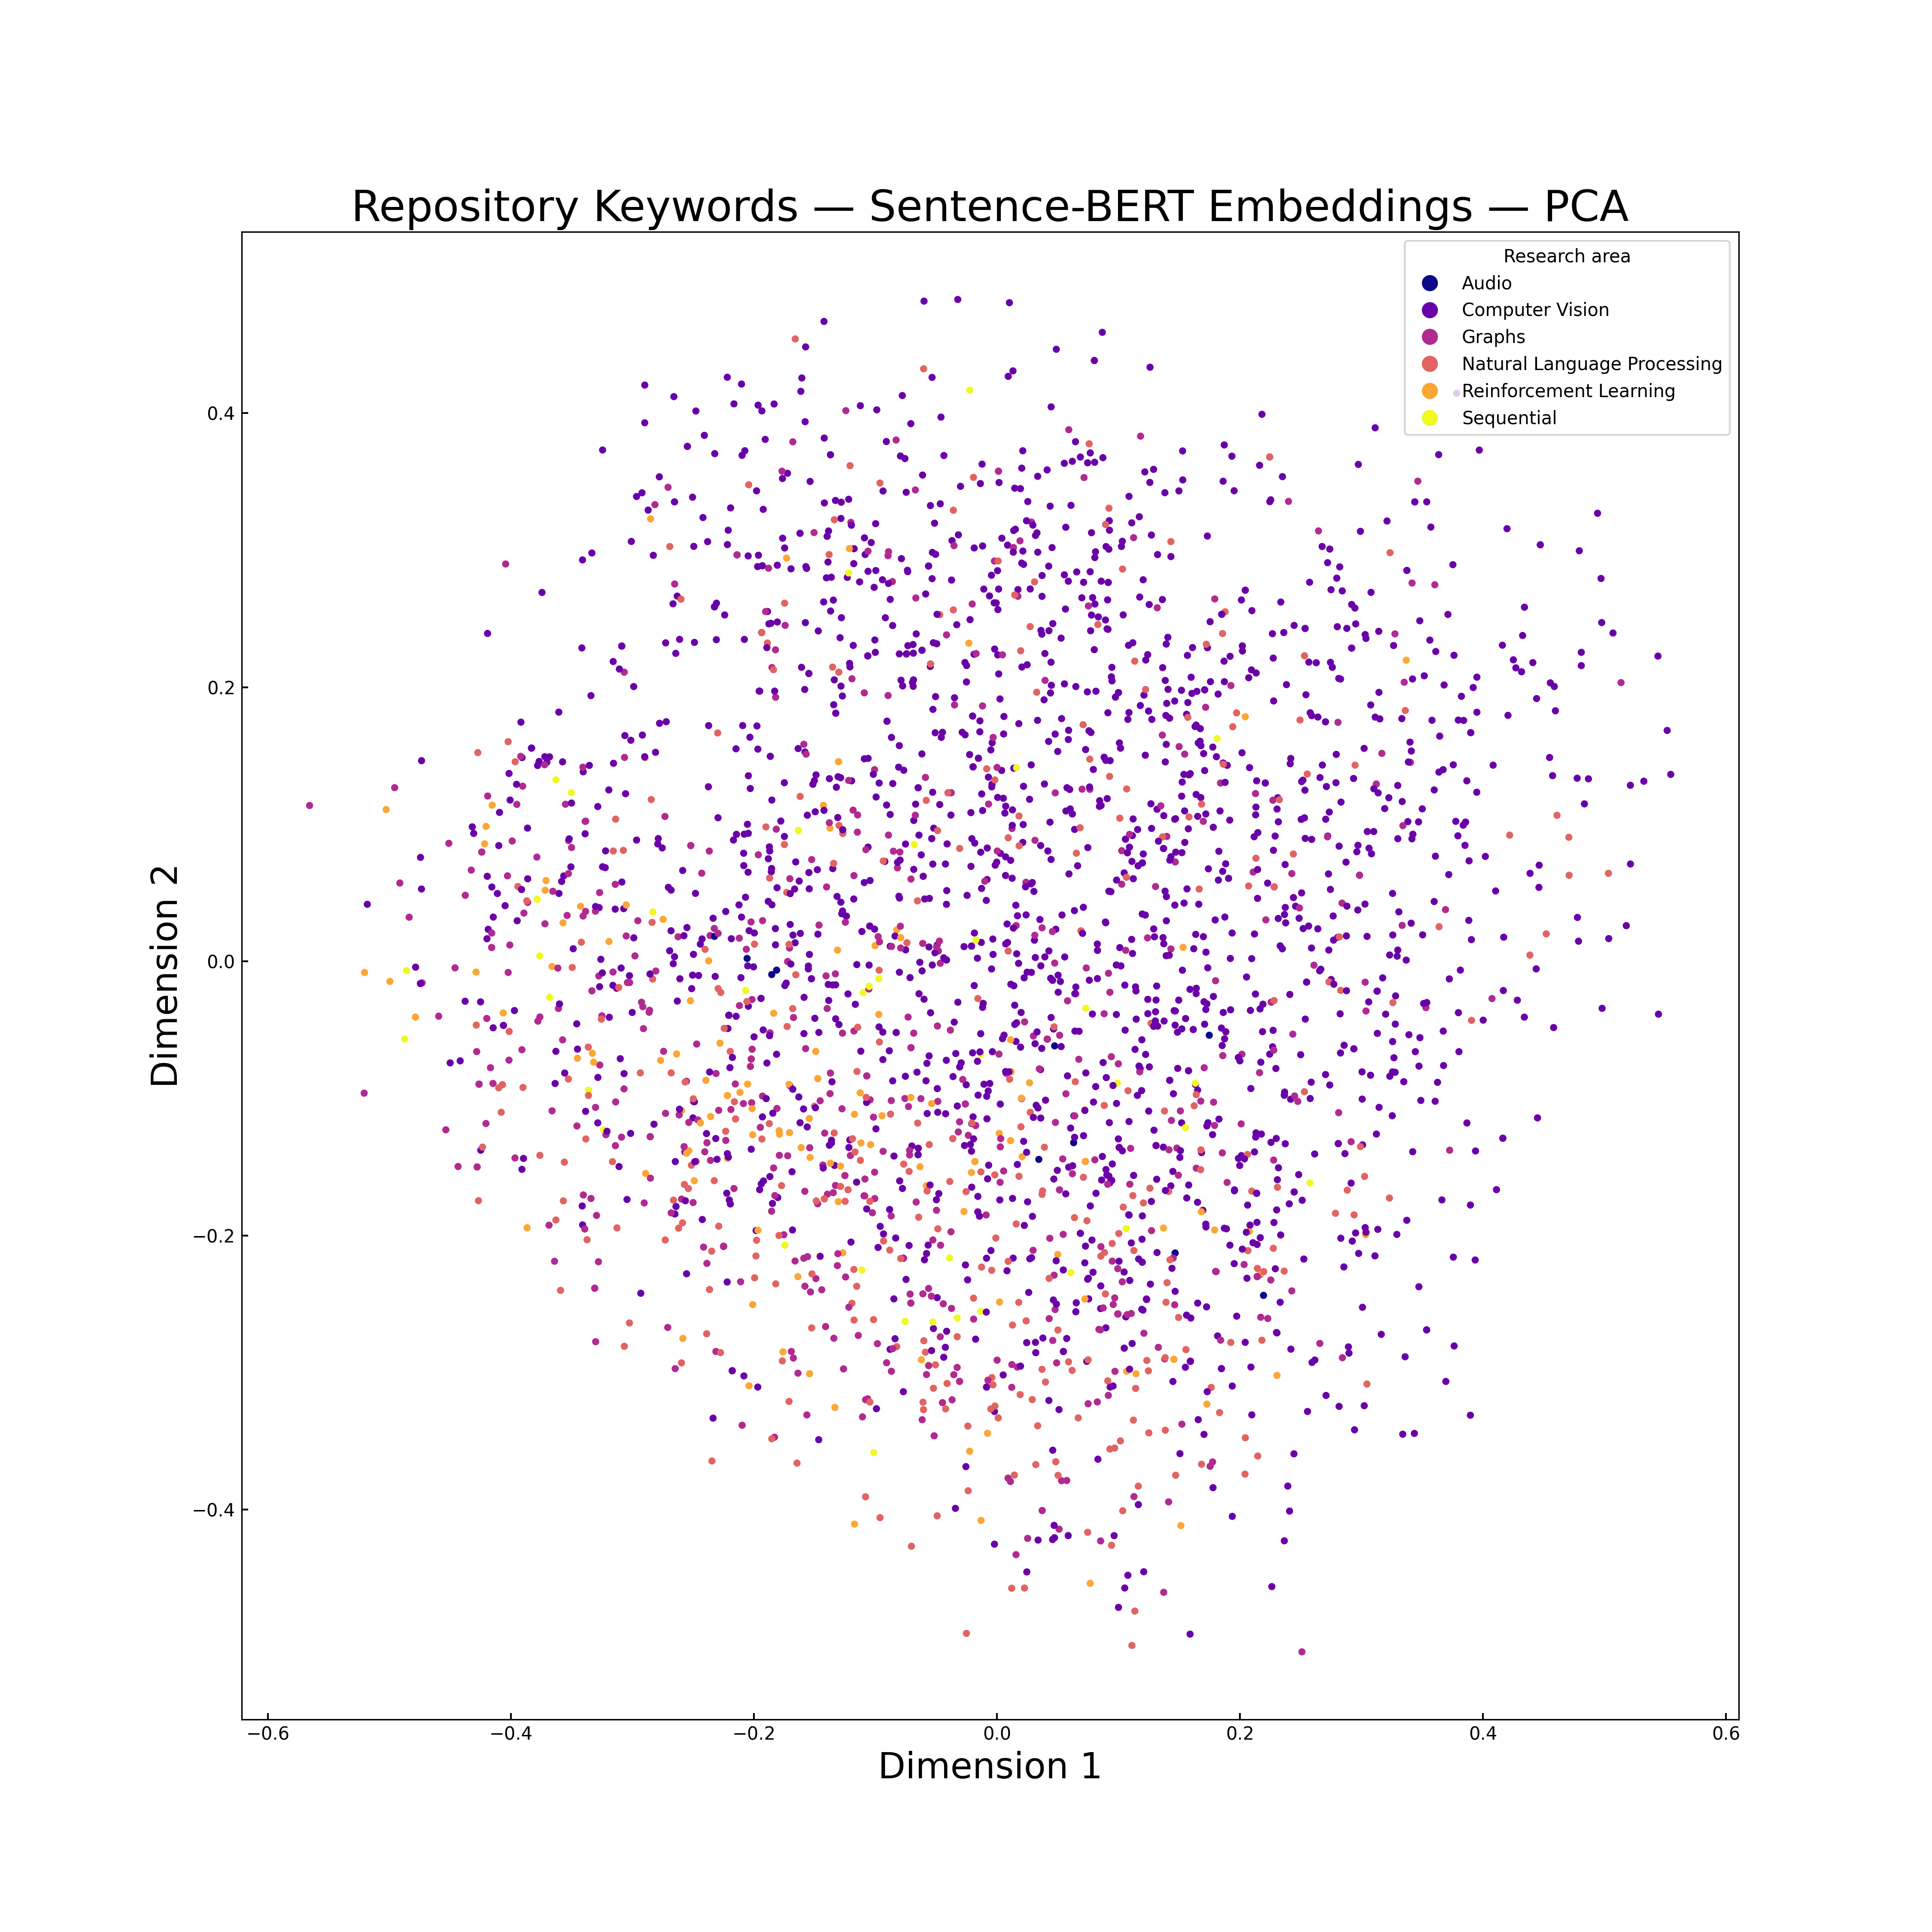 Repository Keywords — Sentence-BERT Embeddings — PCA
Research area
Audio
Computer Vision
Graphs
Natural Language Processing
Reinforcement Learning
Sequential
0.4
0.2
0.0
−0.2
−0.4
Dimension 2
−0.6 −0.4 −0.2 0.0 0.2 0.4 0.6
Dimension 1